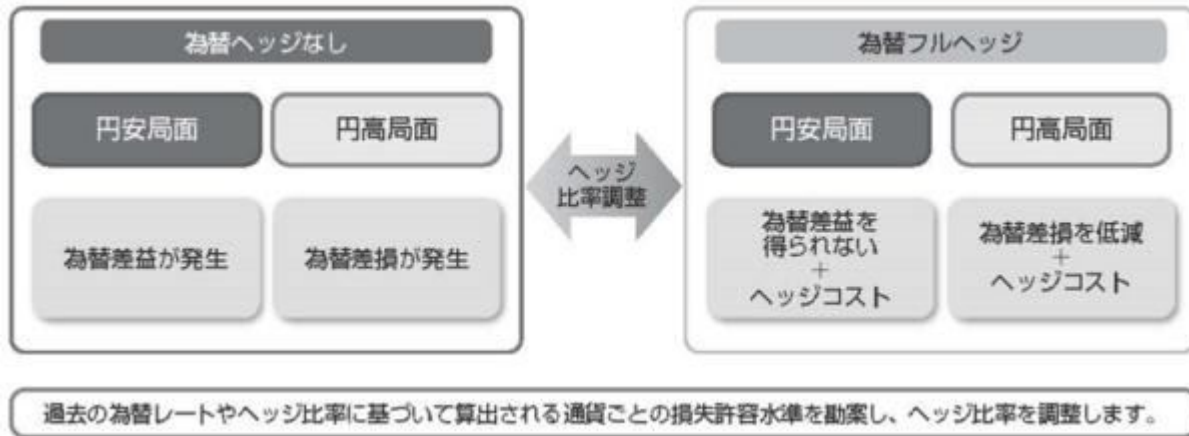 為替ヘッジなし
円安局面
円高局面
為替差益が発生
為替差損が発生
ヘッジ
比率調整
為替フルヘッジ
円安局面
円高局面
為替差益を
得られない
+
ヘッジコスト
為替差損を低減
+
ヘッジコスト
過去の為替レートやヘッジ比率に基づいて算出される通貨ごとの損失許容水準を勘案し、ヘッジ比率を調整します。